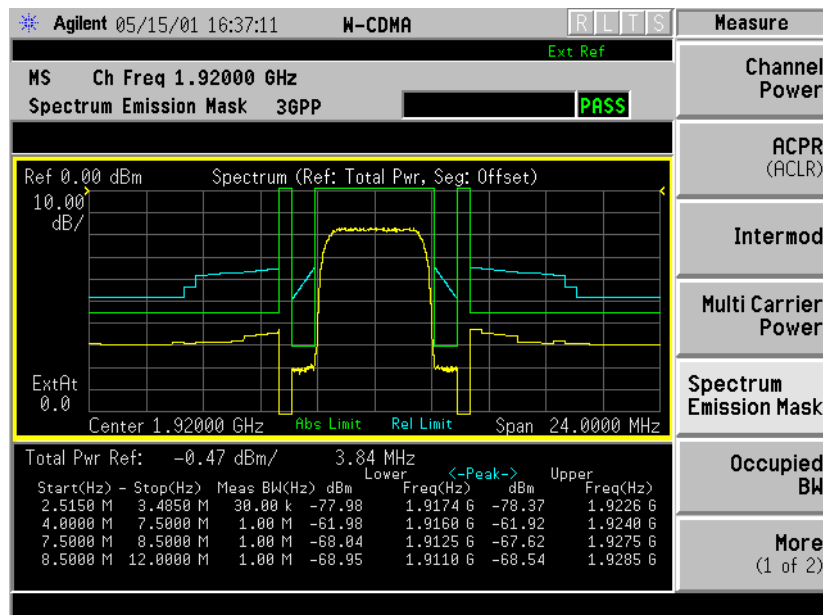 Agilent 05/15/01 16:37:11 W-CDMA R L T S Measure
Ext Ref
MS Ch Freq 1.92000 GHz
Spectrum Emission Mask 3GPP PASS
Channel Power
ACPR (ACLR)
Intermod
Multi Carrier Power
Spectrum Emission Mask
Occupied BW
More (1 of 2)
Ref 0.00 dBm Spectrum (Ref: Total Pwr, Seg: Offset)
10.00
dB/
ExtAt
0.0
Center 1.92000 GHz Abs Limit Rel Limit Span 24.0000 MHz
Total Pwr Ref: -0.47 dBm/ 3.84 MHz
Lower <-Peak-> Upper
Start(Hz) - Stop(Hz) Meas BW(Hz) dBm Freq(Hz) dBm Freq(Hz)
2.5150 M 3.4850 M 30.00 k -77.98 1.9174 G -78.37 1.9226 G
4.0000 M 7.5000 M 1.00 M -61.98 1.9160 G -61.92 1.9240 G
7.5000 M 8.5000 M 1.00 M -68.04 1.9125 G -67.62 1.9275 G
8.5000 M 12.0000 M 1.00 M -68.95 1.9110 G -68.54 1.9285 G